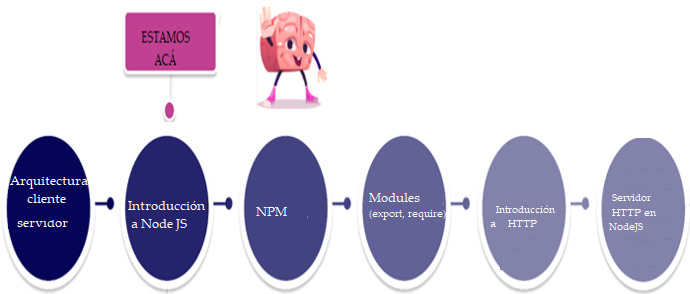 ESTAMOS
ACÁ
Arquitectura
cliente
servidor
Introducción
a Node JS
NPM
Modules
(export, require)
Introducción
a HTTP
Servidor
HTTP en
NodeJS